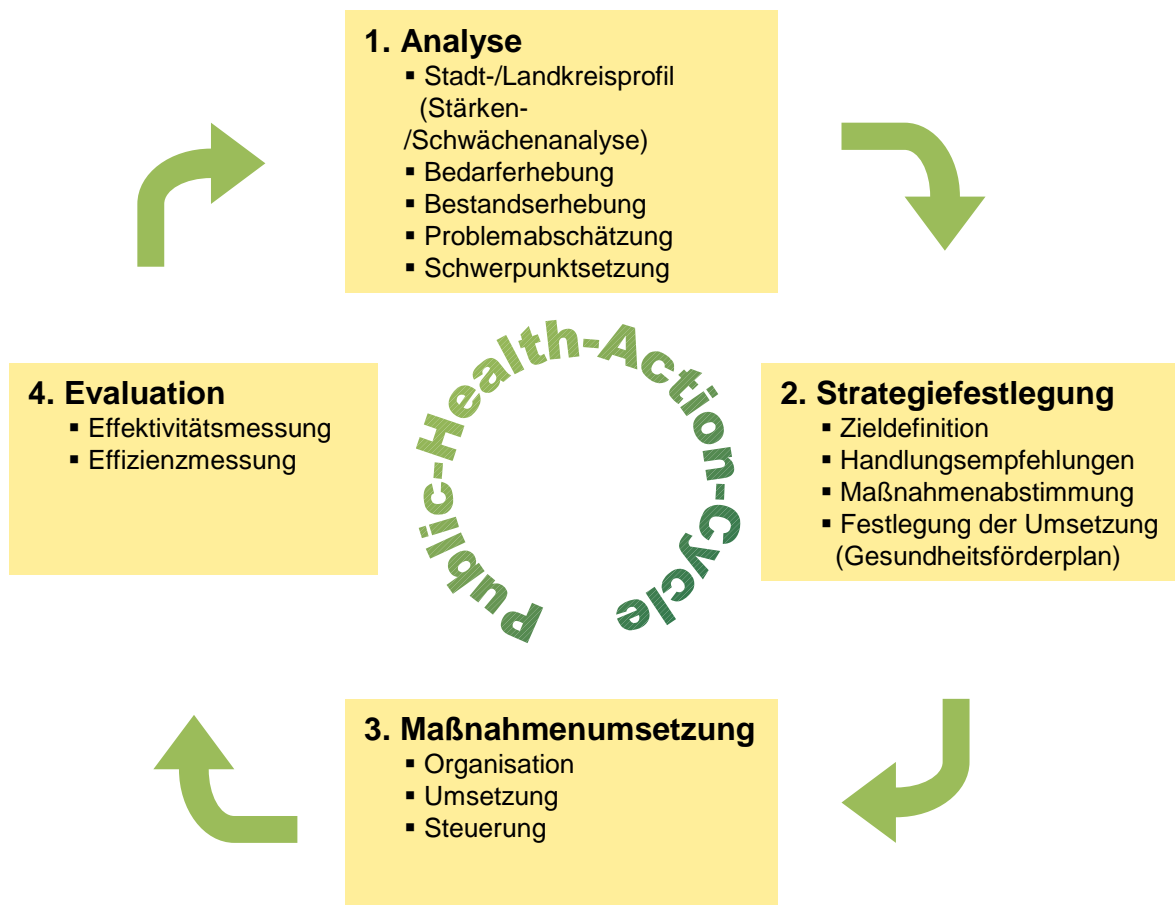 1. Analyse
▪ Stadt-/Landkreisprofil
(Stärken-
/Schwächenanalyse)
▪ Bedarferhebung
▪ Bestandserhebung
▪ Problemabschätzung
▪ Schwerpunktsetzung
Public-Health-Action-Cycle
2. Strategiefestlegung
▪ Zieldefinition
▪ Handlungsempfehlungen
▪ Maßnahmenabstimmung
▪ Festlegung der Umsetzung
(Gesundheitsförderplan)
3. Maßnahmenumsetzung
▪ Organisation
▪ Umsetzung
▪ Steuerung
4. Evaluation
▪ Effektivitätsmessung
▪ Effizienzmessung